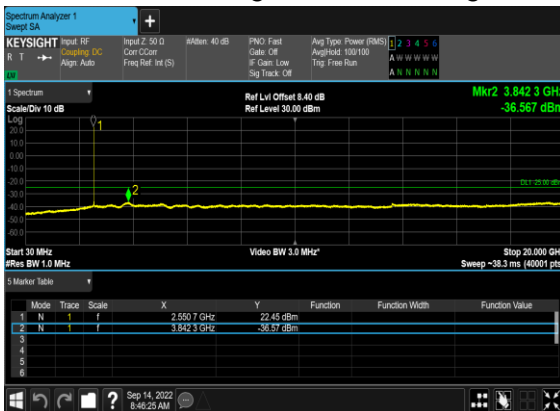 Spectrum Analyzer 1
Swept SA
KEYSIGHT
R T
Input: RF
Coupling: DC
Align: Auto
Input Z: 50 Ω
Corr CCorr
Freq Ref: Int (S)
#Atten: 40 dB
PNO: Fast
Gate: Off
IF Gain: Low
Sig Track: Off
Avg Type: Power (RMS)
Avg|Hold: 100/100
Trig: Free Run
1 2 3 4 5 6
A W W W W W
A N N N N N
LV
1 Spectrum
Scale/Div 10 dB
Ref Lvl Offset 8.40 dB
Ref Level 30.00 dBm
Mkr2 3.842 3 GHz
-36.567 dBm
Log
20.0
10.0
0.00
-10.0
-20.0
-30.0
-40.0
-50.0
-60.0
1
2
DL1 -25.00 dBm
Start 30 MHz
#Res BW 1.0 MHz
Video BW 3.0 MHz*
Stop 20.000 GH
Sweep ~38.3 ms (40001 pts
5 Marker Table
Mode Trace Scale X Y Function Function Width Function Value
1 N 1 f 2.550 7 GHz 22.45 dBm
2 N 1 f 3.842 3 GHz -36.57 dBm
3
4
5
6
?
Sep 14, 2022
8:46:25 AM